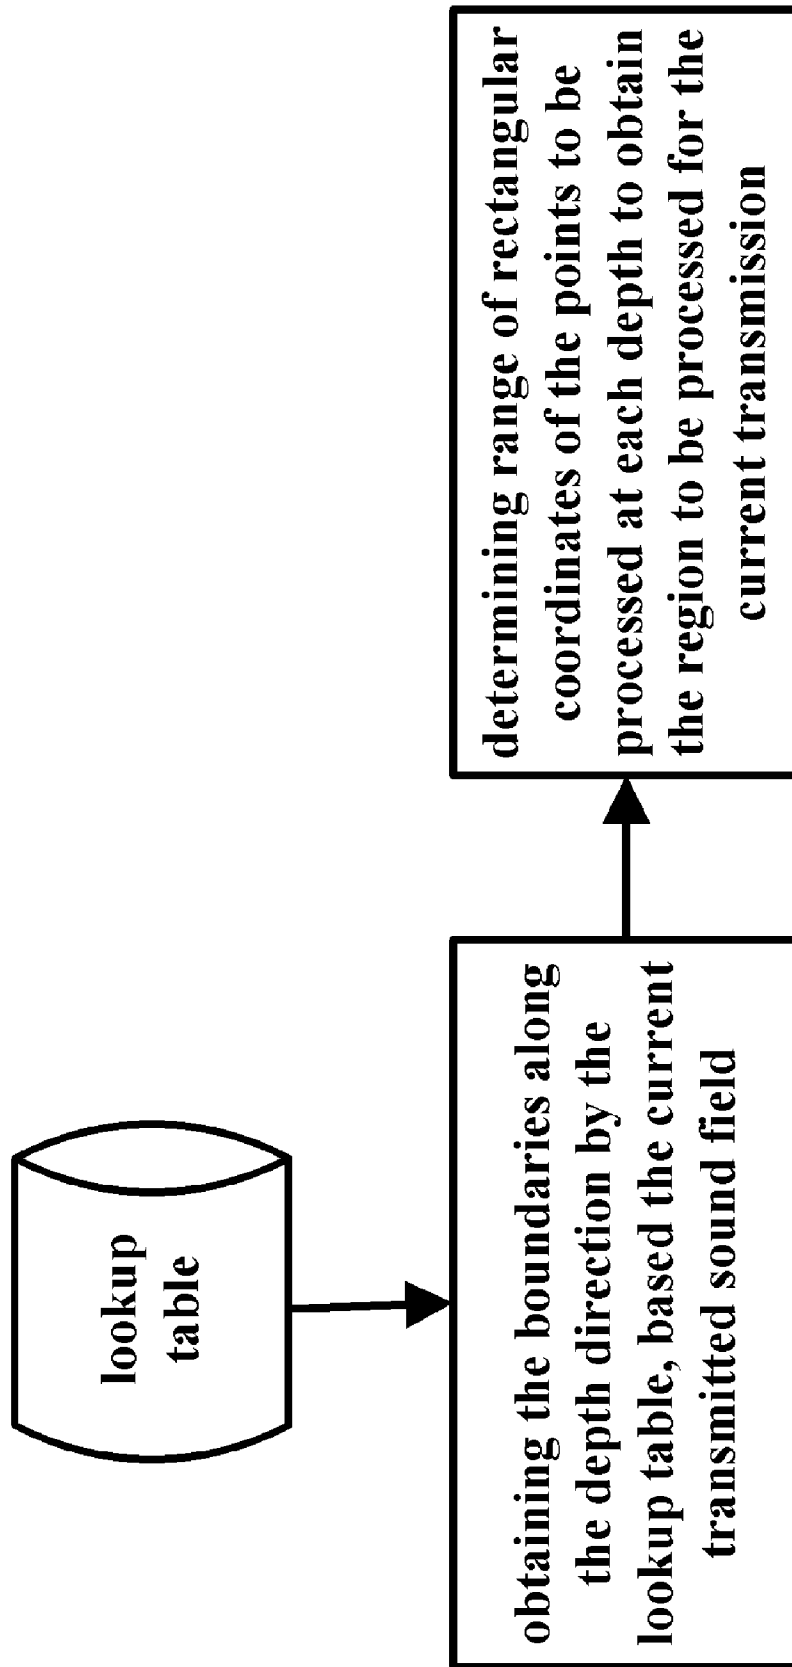 lookup
table
obtaining the boundaries along
the depth direction by the
lookup table, based the current
transmitted sound field
determining range of rectangular
coordinates of the points to be
processed at each depth to obtain
the region to be processed for the
current transmission